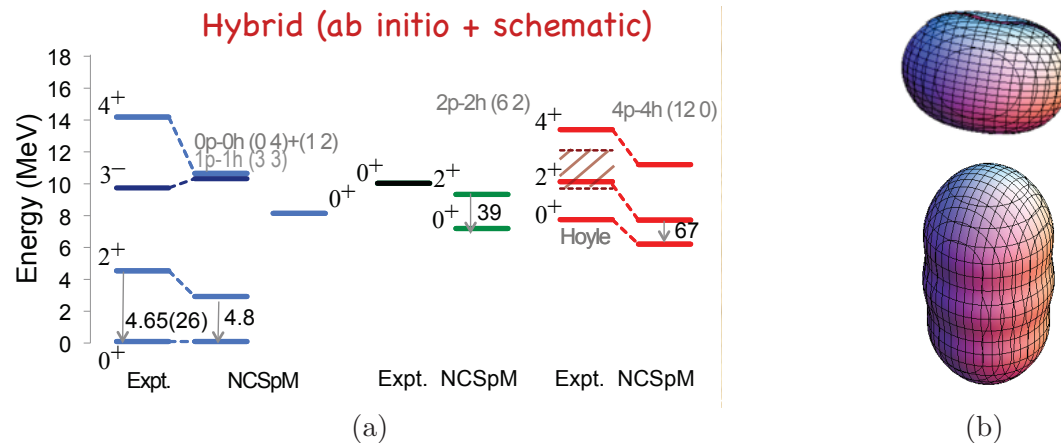 Hybrid (ab initio + schematic)
18
16
14
12
10
8
6
4
2
0
Energy (MeV)
4+
3−
2+
0+
4.65(26)
4.8
0p-0h (0 4)+(1 2)
1p-1h (3 3)
0+
Expt.
NCSpM
2p-2h (6 2)
0+
2+
0+
39
Expt.
NCSpM
4p-4h (12 0)
4+
2+
0+
Hoyle
67
Expt.
NCSpM
(a)
(b)